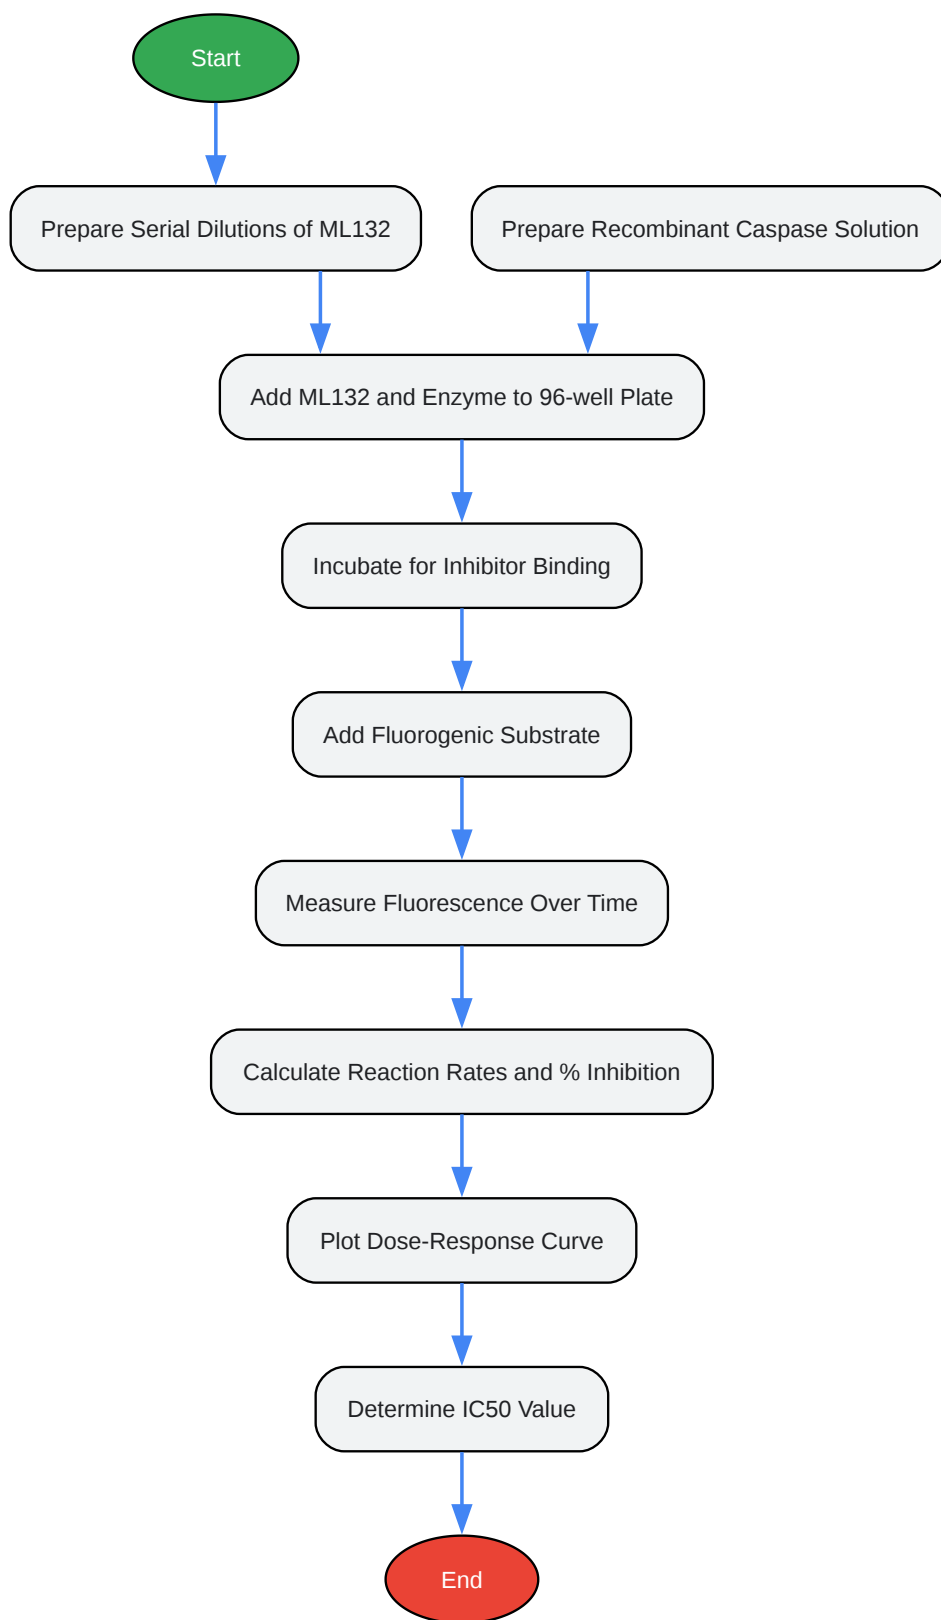 Start
Prepare Serial Dilutions of ML132
Prepare Recombinant Caspase Solution
Add ML132 and Enzyme to 96-well Plate
Incubate for Inhibitor Binding
Add Fluorogenic Substrate
Measure Fluorescence Over Time
Calculate Reaction Rates and % Inhibition
Plot Dose-Response Curve
Determine IC50 Value
End